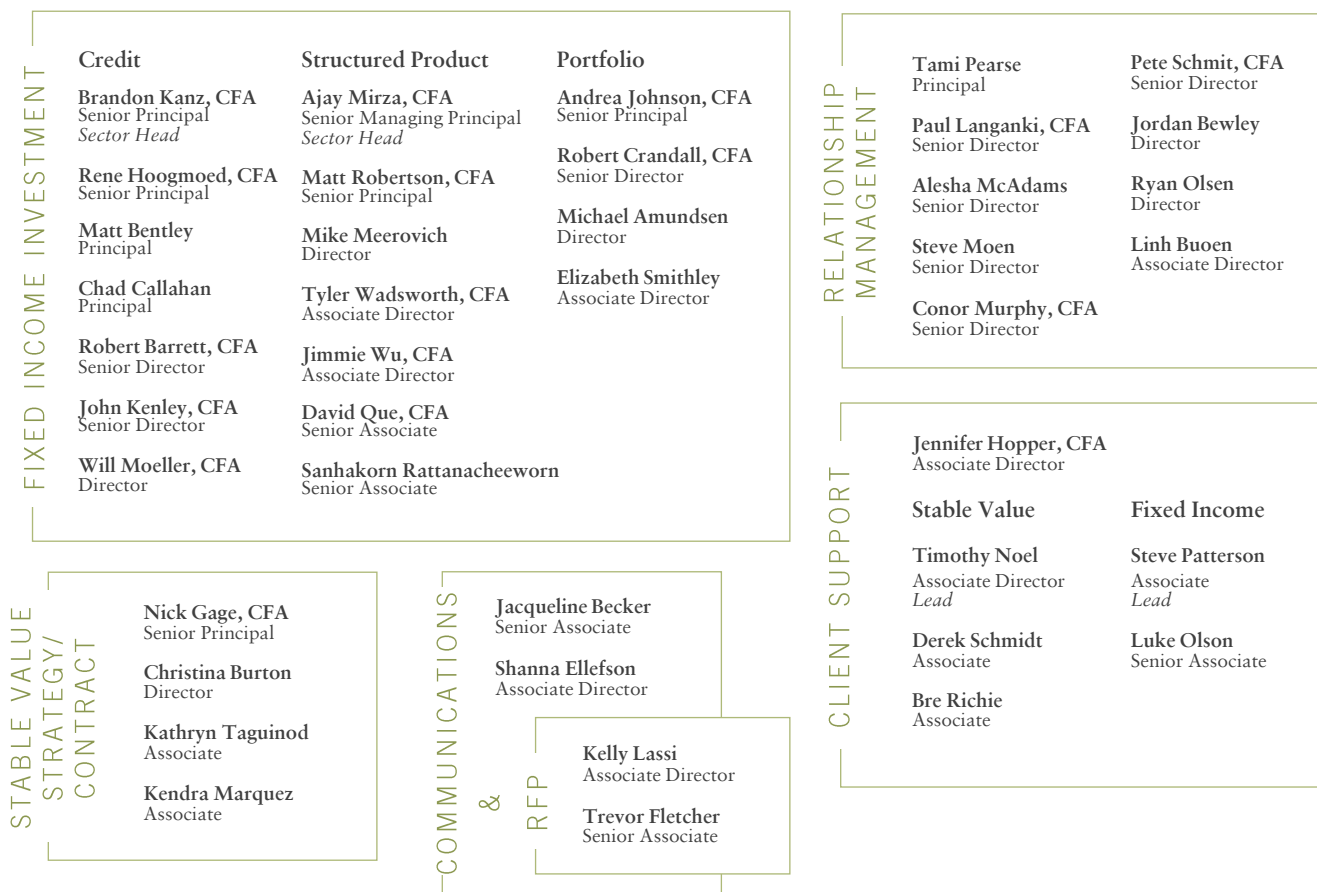 FIXED INCOME INVESTMENT
Credit
Brandon Kanz, CFA
Senior Principal
Sector Head
Rene Hoogmoed, CFA
Senior Principal
Matt Bentley
Principal
Chad Callahan
Principal
Robert Barrett, CFA
Senior Director
John Kenley, CFA
Senior Director
Will Moeller, CFA
Director
Structured Product
Ajay Mirza, CFA
Senior Managing Principal
Sector Head
Matt Robertson, CFA
Senior Principal
Mike Meerovich
Director
Tyler Wadsworth, CFA
Associate Director
Jimmie Wu, CFA
Associate Director
David Que, CFA
Senior Associate
Sanhakorn Rattanacheeworn
Senior Associate
Portfolio
Andrea Johnson, CFA
Senior Principal
Robert Crandall, CFA
Senior Director
Michael Amundsen
Director
Elizabeth Smithley
Associate Director
RELATIONSHIP
MANAGEMENT
Tami Pearse
Principal
Paul Langanki, CFA
Senior Director
Alesha McAdams
Senior Director
Steve Moen
Senior Director
Conor Murphy, CFA
Senior Director
Pete Schmit, CFA
Senior Director
Jordan Bewley
Director
Ryan Olsen
Director
Linh Buoen
Associate Director
CLIENT SUPPORT
Jennifer Hopper, CFA
Associate Director
Stable Value
Timothy Noel
Associate Director
Lead
Derek Schmidt
Associate
Bre Richie
Associate
Fixed Income
Steve Patterson
Associate
Lead
Luke Olson
Senior Associate
STABLE VALUE
STRATEGY/
CONTRACT
Nick Gage, CFA
Senior Principal
Christina Burton
Director
Kathryn Taguinod
Associate
Kendra Marquez
Associate
COMMUNICATIONS
&
RFP
Jacqueline Becker
Senior Associate
Shanna Ellefson
Associate Director
Kelly Lassi
Associate Director
Trevor Fletcher
Senior Associate